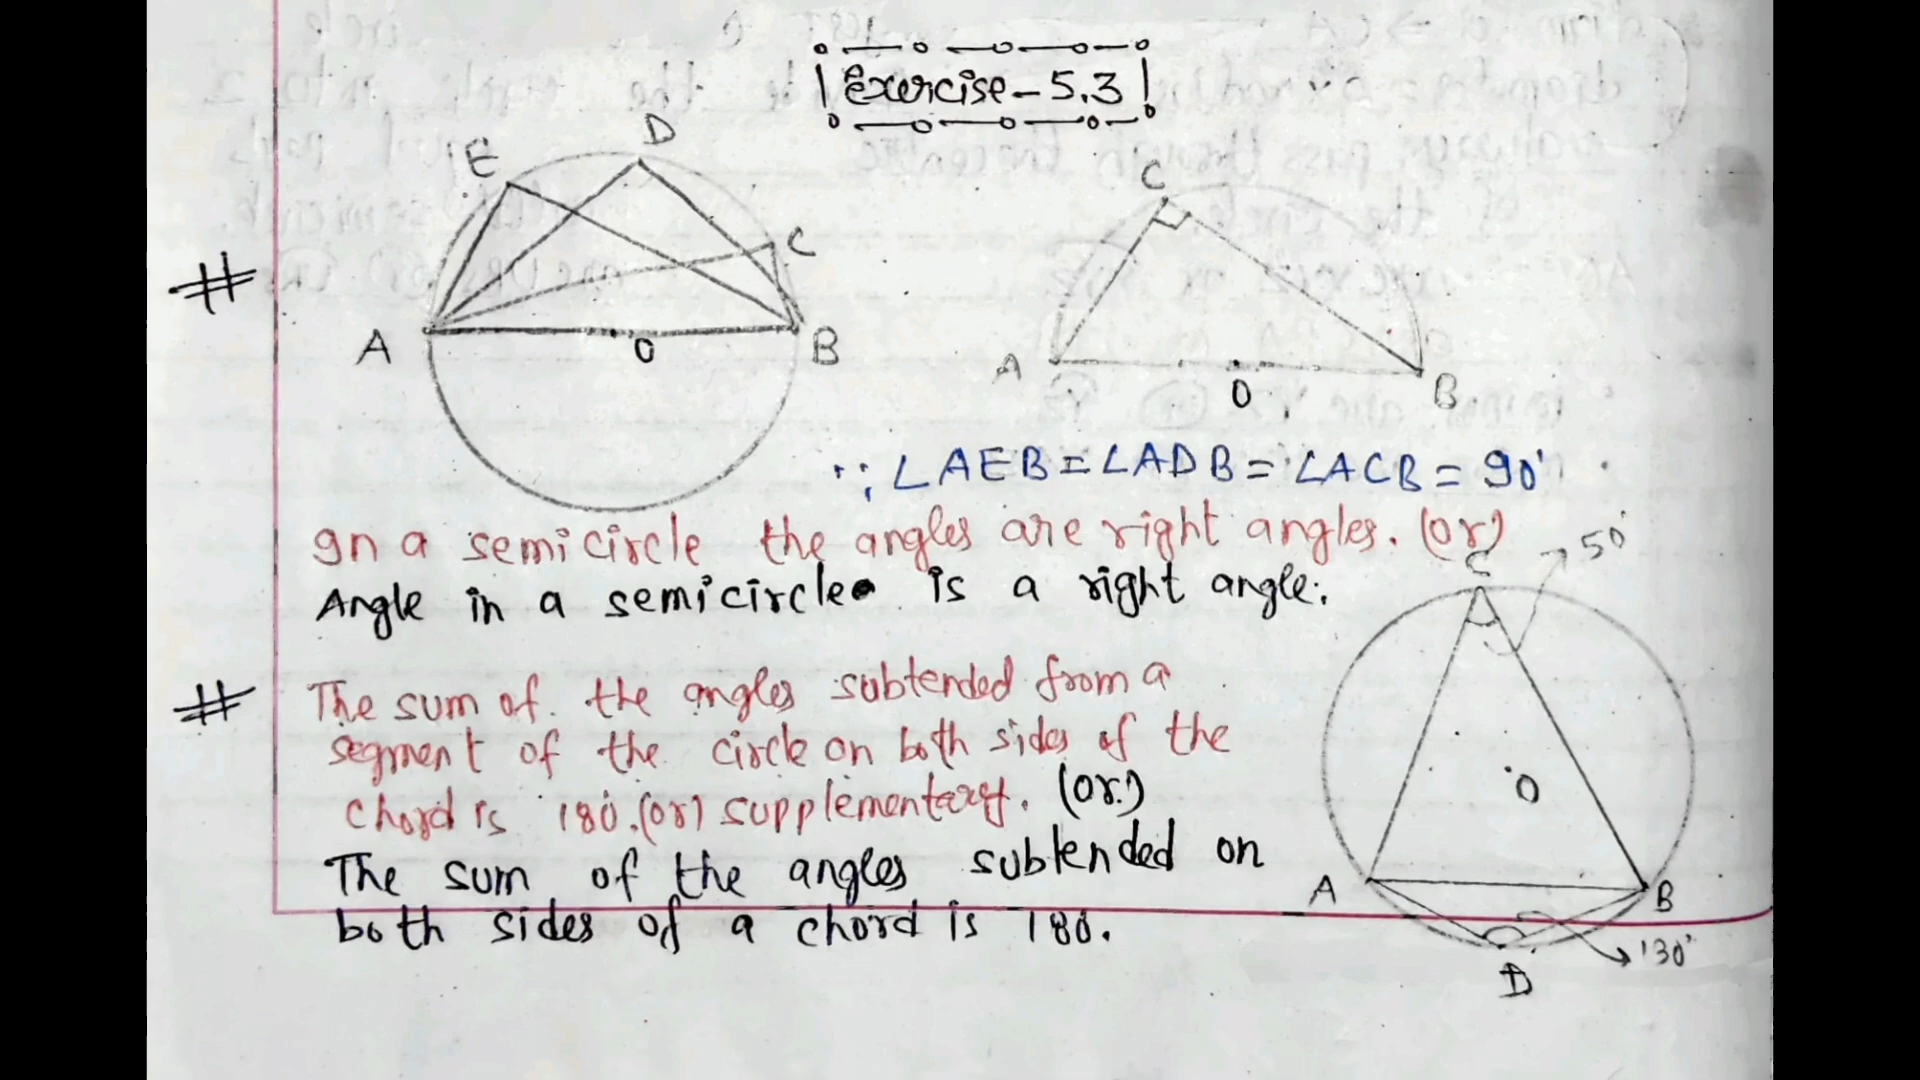 Exercise-5.3
E
D
C
A
O
B
C
A
O
B
∵ ∠AEB=∠ADB=∠ACB=90°
In a semicircle the angles are right angles. (or)
Angle in a semicircle is a right angle.
C
50°
# The sum of the angles subtended from a
segment of the circle on both sides of the
chord is 180°.(or) supplementary. (or.)
The sum of the angles subtended on
both sides of a chord is 180°.
O
A
B
130°
D